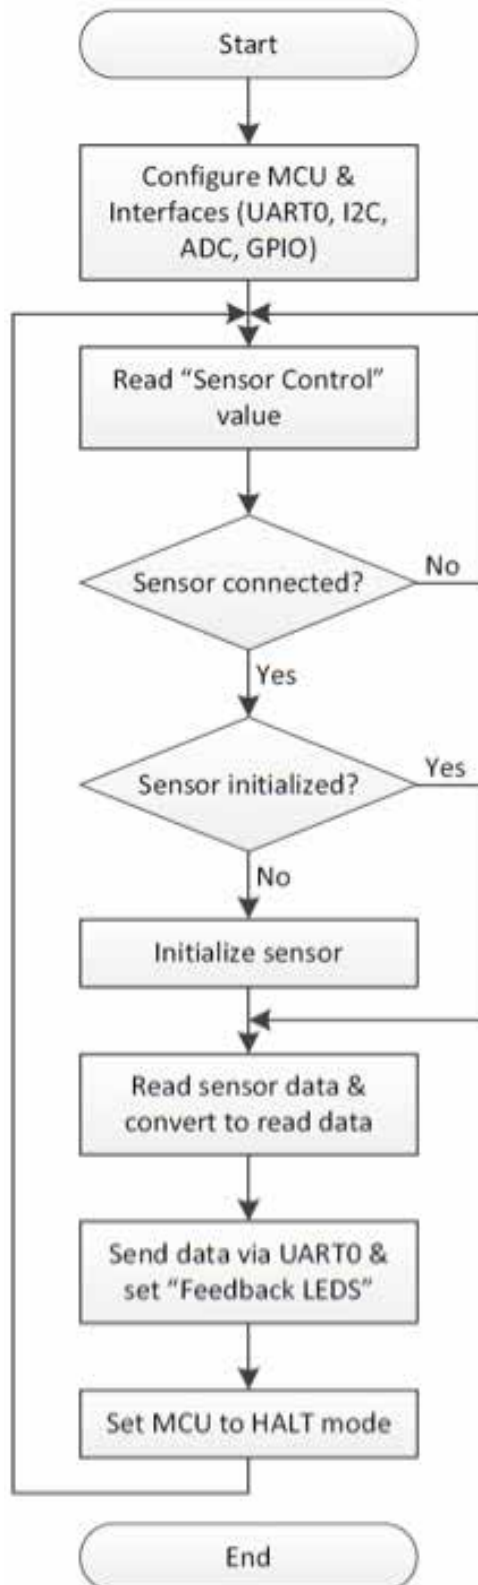 Start
Configure MCU &
Interfaces (UART0, I2C,
ADC, GPIO)
Read “Sensor Control”
value
Sensor connected?
No
Yes
Sensor initialized?
Yes
No
Initialize sensor
Read sensor data &
convert to read data
Send data via UART0 &
set “Feedback LEDS”
Set MCU to HALT mode
End